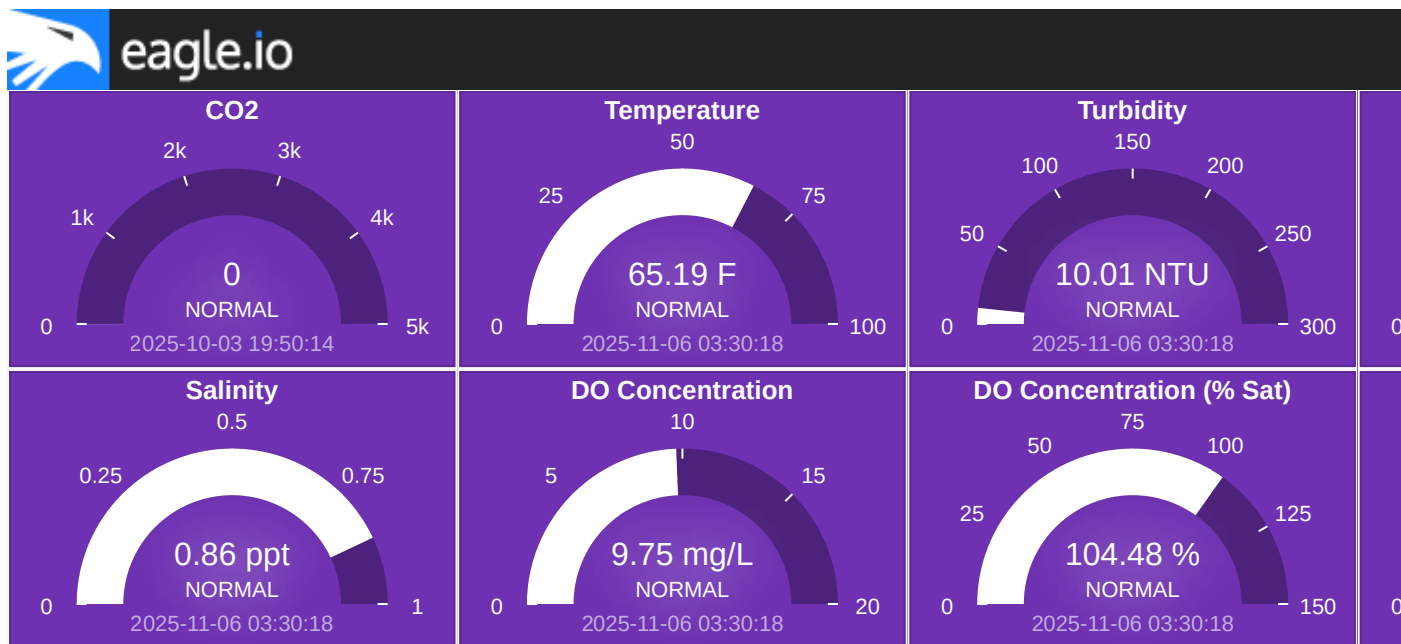 eagle.io
CO2
2k 3k
1k 4k
0
NORMAL
0 5k
2025-10-03 19:50:14
Temperature
50
25 75
65.19 F
NORMAL
0 100
2025-11-06 03:30:18
Turbidity
150
100 200
50 250
10.01 NTU
NORMAL
0 300
2025-11-06 03:30:18
0
Salinity
0.5
0.25 0.75
0.86 ppt
NORMAL
0 1
2025-11-06 03:30:18
DO Concentration
10
5 15
9.75 mg/L
NORMAL
0 20
2025-11-06 03:30:18
DO Concentration (% Sat)
75
50 100
25 125
104.48 %
NORMAL
0 150
2025-11-06 03:30:18
0